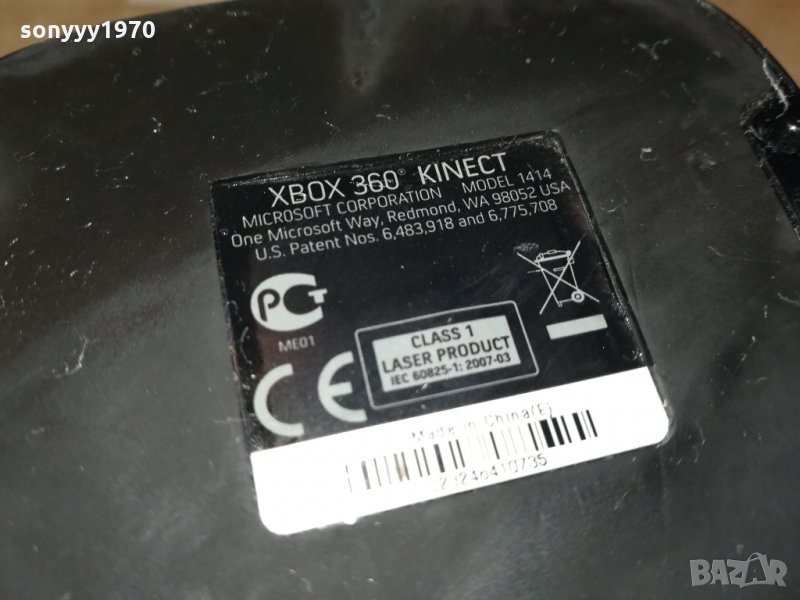 sonyyy1970
XBOX 360® KINECT
MICROSOFT CORPORATION MODEL 1414
One Microsoft Way, Redmond, WA 98052 USA
U.S. Patent Nos. 6,483,918 and 6,775,708
РСТ
ME01
CE
CLASS 1
LASER PRODUCT
IEC 60825-1: 2007-03
Made in China(E)
BAZAR